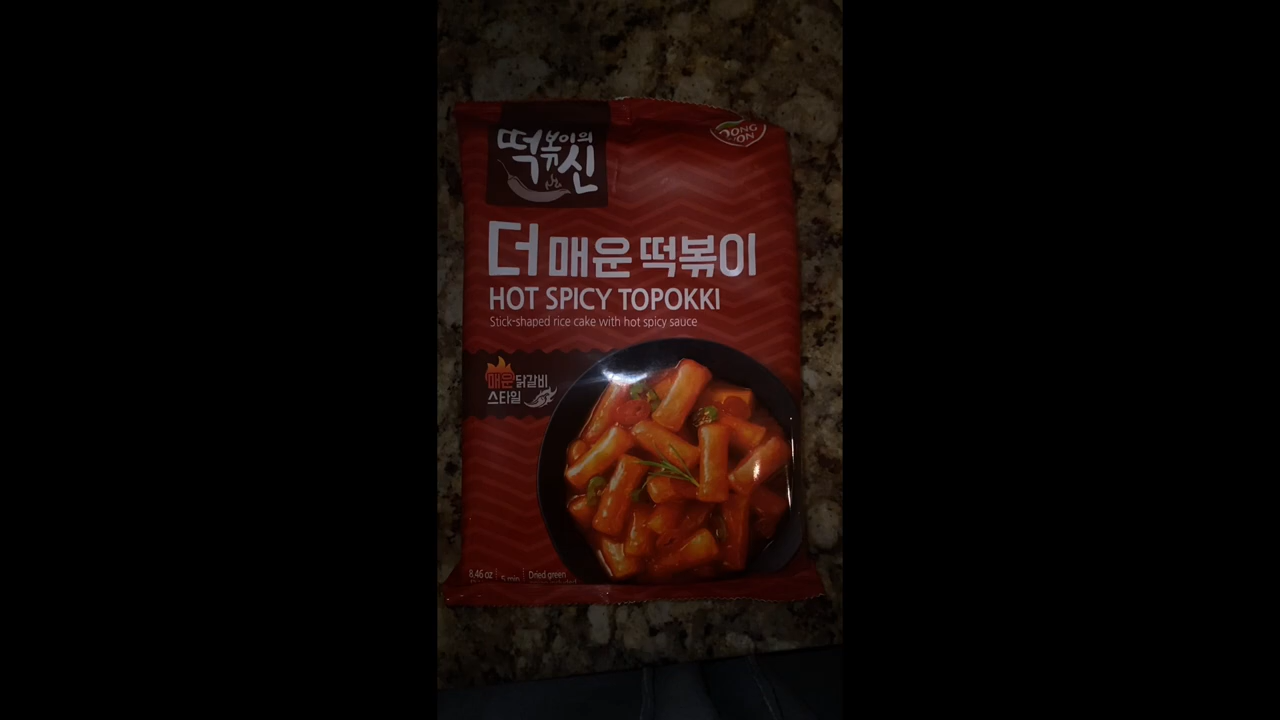 떡볶이의
신
DONG
WON
더 매운 떡볶이
HOT SPICY TOPOKKI
Stick-shaped rice cake with hot spicy sauce
매운 닭갈비
스타일
8.46 oz
5 min
Dried green